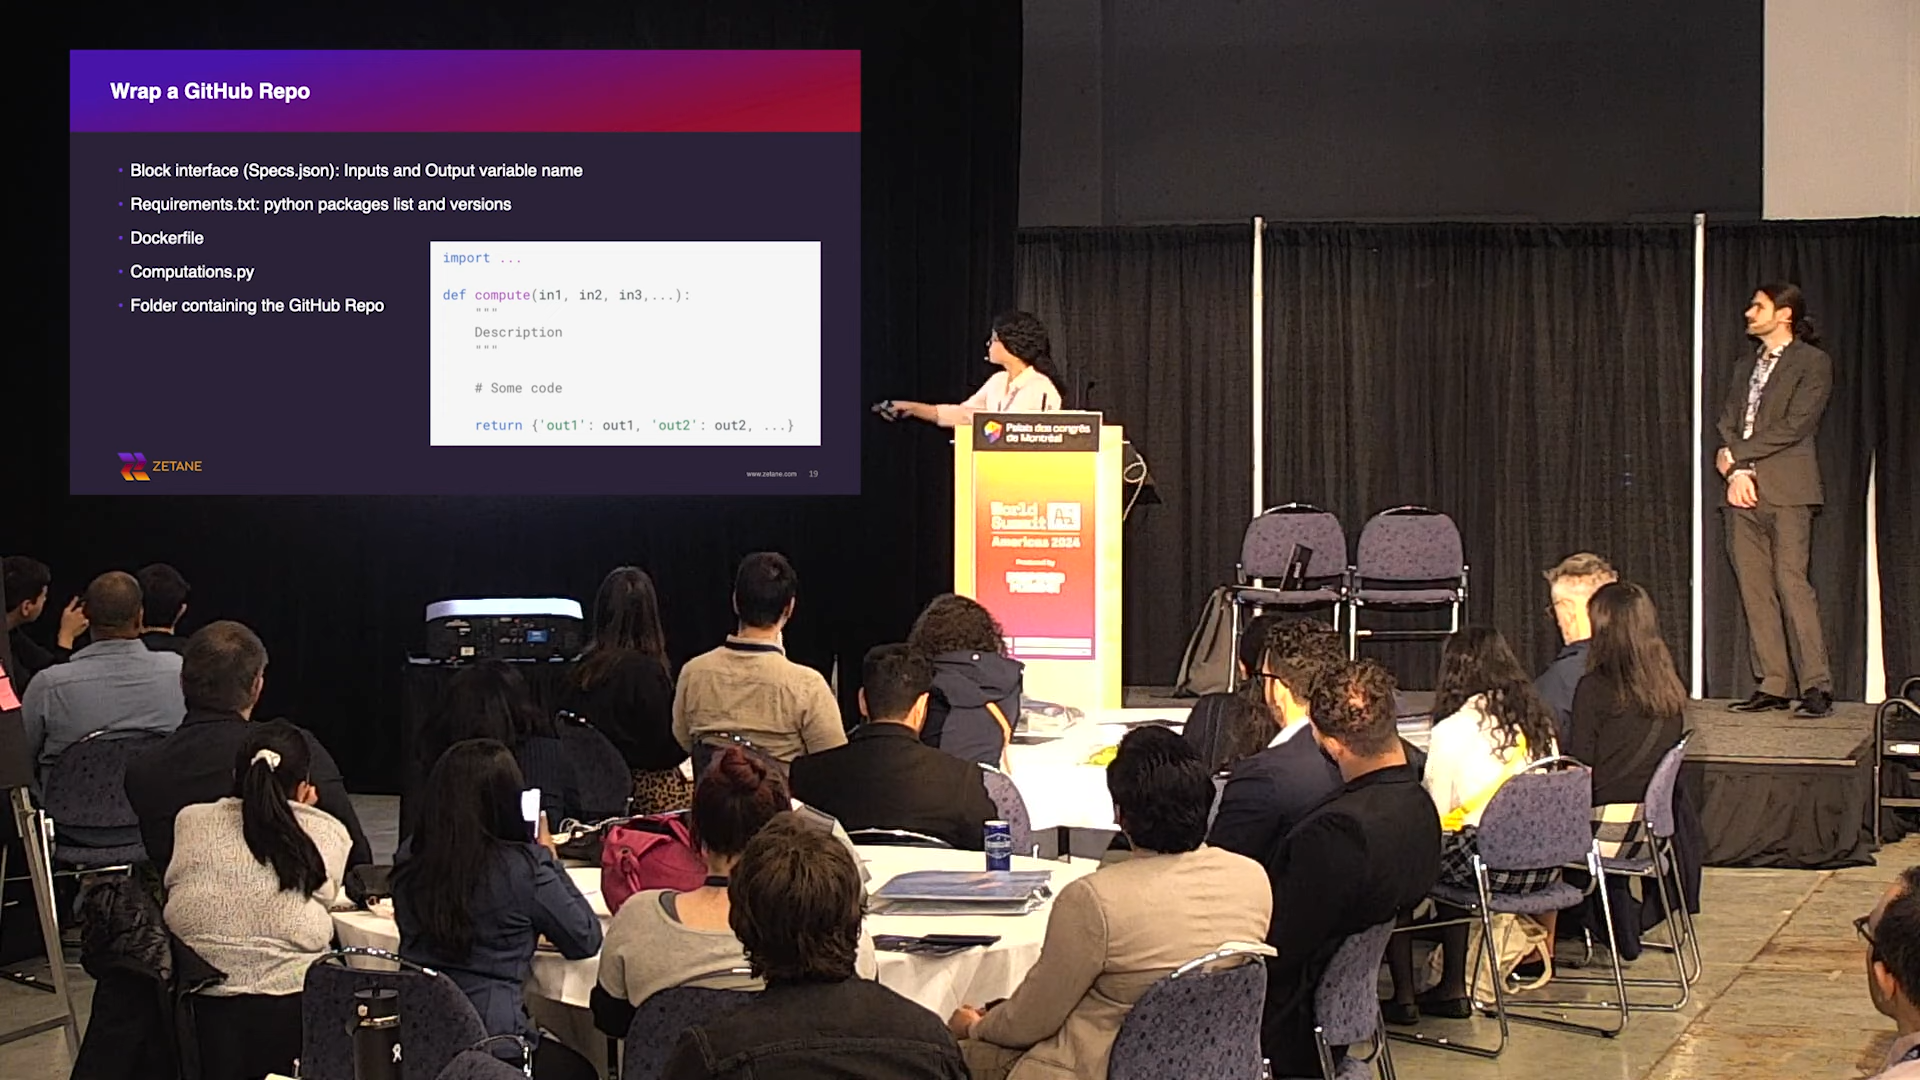 Wrap a GitHub Repo
• Block interface (Specs.json): Inputs and Output variable name
• Requirements.txt: python packages list and versions
• Dockerfile
• Computations.py
• Folder containing the GitHub Repo
import ...
def compute(in1, in2, in3,...):
"""
Description
"""
# Some code
return {'out1': out1, 'out2': out2, ...}
ZETANE
www.zetane.com 19
Palais des congrès
de Montréal
World
Summit AI
Americas 2024
Produced by